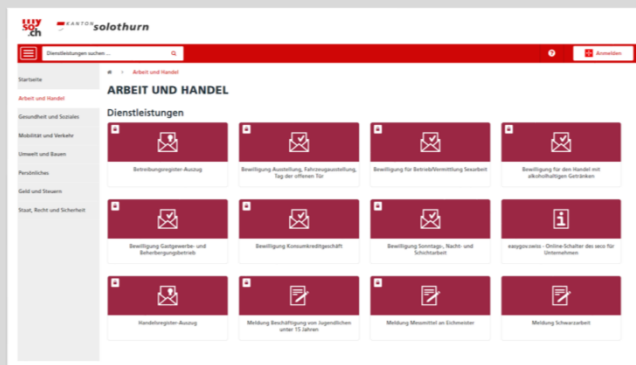 my
so.
.ch
KANTON solothurn
Dienstleistungen suchen ...
Anmelden
Startseite
Arbeit und Handel
Gesundheit und Soziales
Mobilität und Verkehr
Umwelt und Bauen
Persönliches
Geld und Steuern
Staat, Recht und Sicherheit
Arbeit und Handel
ARBEIT UND HANDEL
Dienstleistungen
Betreibungsregister-Auszug
Bewilligung Ausstellung, Fahrzeugausstellung,
Tag der offenen Tür
Bewilligung für Betrieb/Vermittlung Sexarbeit
Bewilligung für den Handel mit
alkoholhaltigen Getränken
Bewilligung Gastgewerbe- und
Beherbergungsbetrieb
Bewilligung Konsumkreditgeschäft
Bewilligung Sonntags-, Nacht- und
Schichtarbeit
easygov.swiss - Online-Schalter des seco für
Unternehmen
Handelsregister-Auszug
Meldung Beschäftigung von Jugendlichen
unter 15 Jahren
Meldung Messmittel an Eichmeister
Meldung Schwarzarbeit